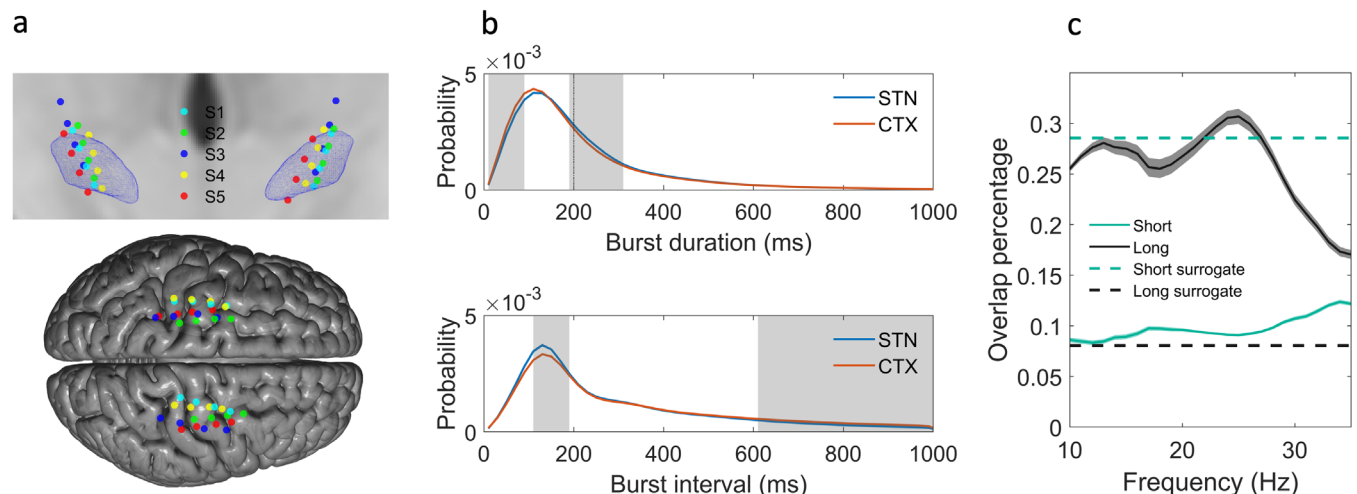 a
S1
S2
S3
S4
S5
b
×10⁻³
5
0
Probability
STN
CTX
0 200 400 600 800 1000
Burst duration (ms)
×10⁻³
5
0
Probability
STN
CTX
0 200 400 600 800 1000
Burst interval (ms)
c
Overlap percentage
0.3
0.25
0.2
0.15
0.1
0.05
0
Short
Long
Short surrogate
Long surrogate
10 20 30
Frequency (Hz)